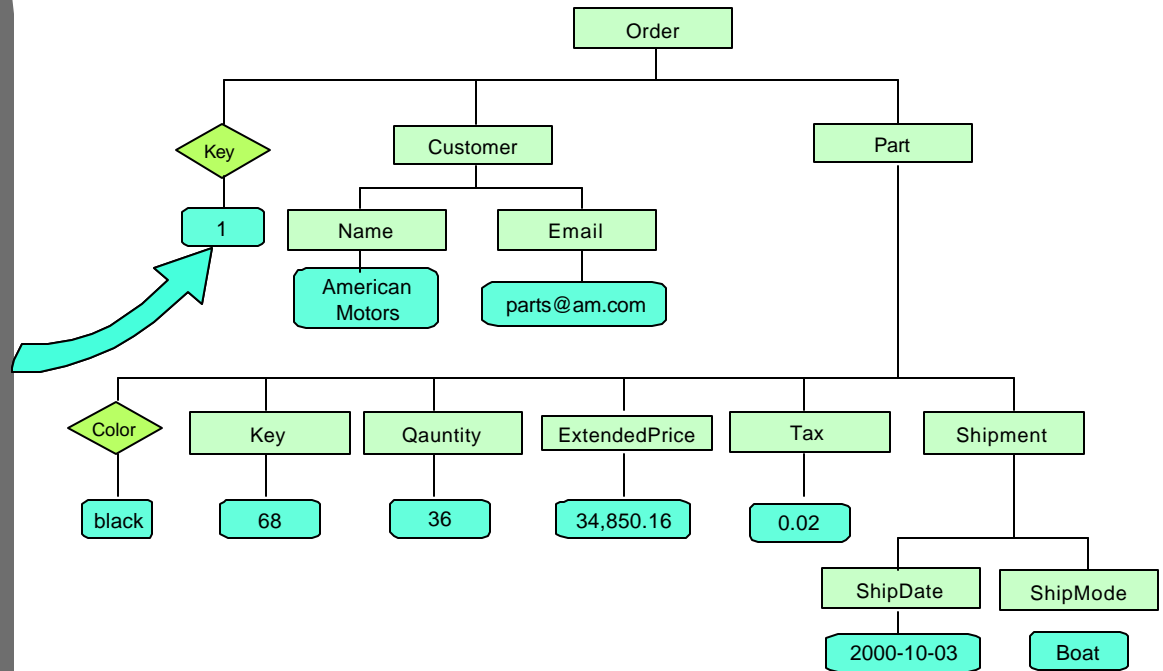 Order
Key
Customer
Part
1
Name
Email
American
Motors
parts@am.com
Color
Key
Qauntity
ExtendedPrice
Tax
Shipment
black
68
36
34,850.16
0.02
ShipDate
ShipMode
2000-10-03
Boat